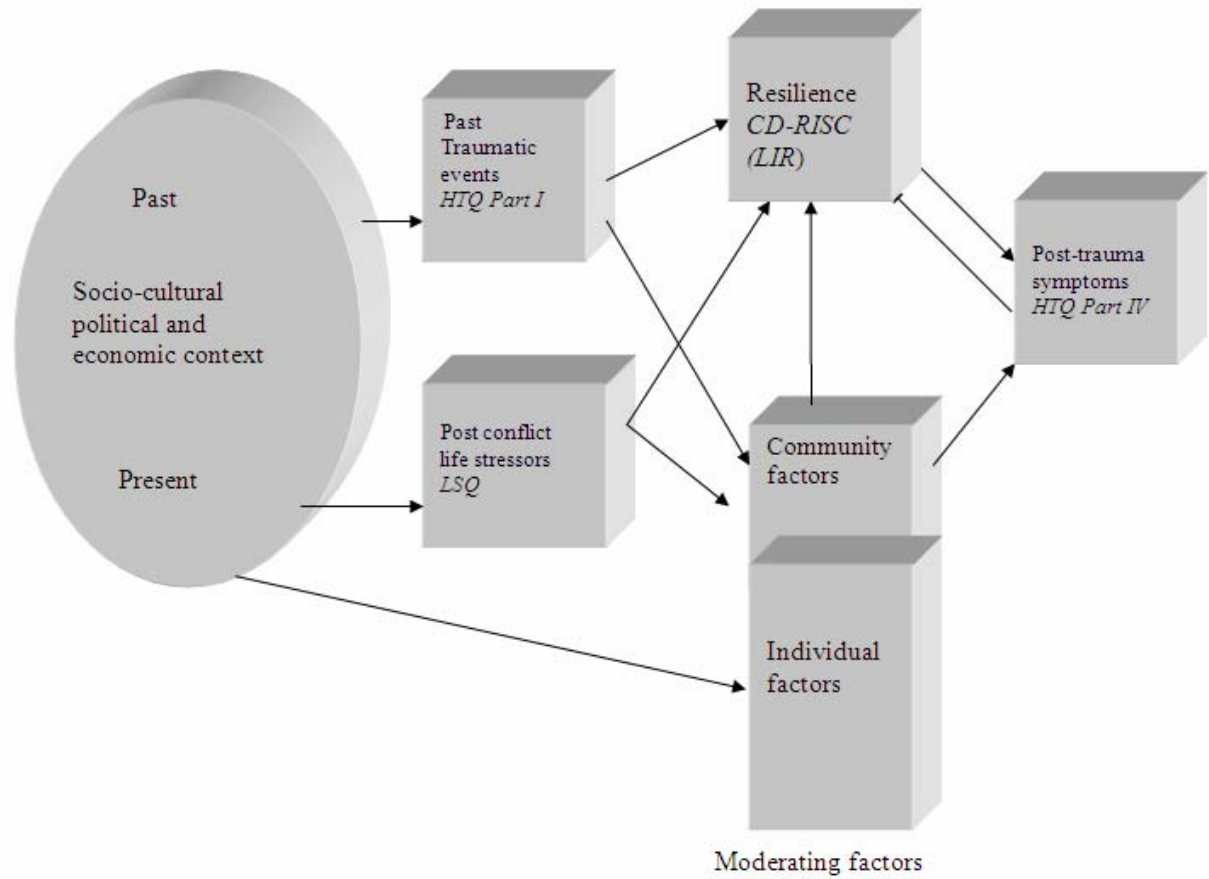 Past
Socio-cultural
political and
economic context
Present
Past
Traumatic
events
HTQ Part I
Post conflict
life stressors
LSQ
Resilience
CD-RISC
(LIR)
Community
factors
Individual
factors
Moderating factors
Post-trauma
symptoms
HTQ Part IV